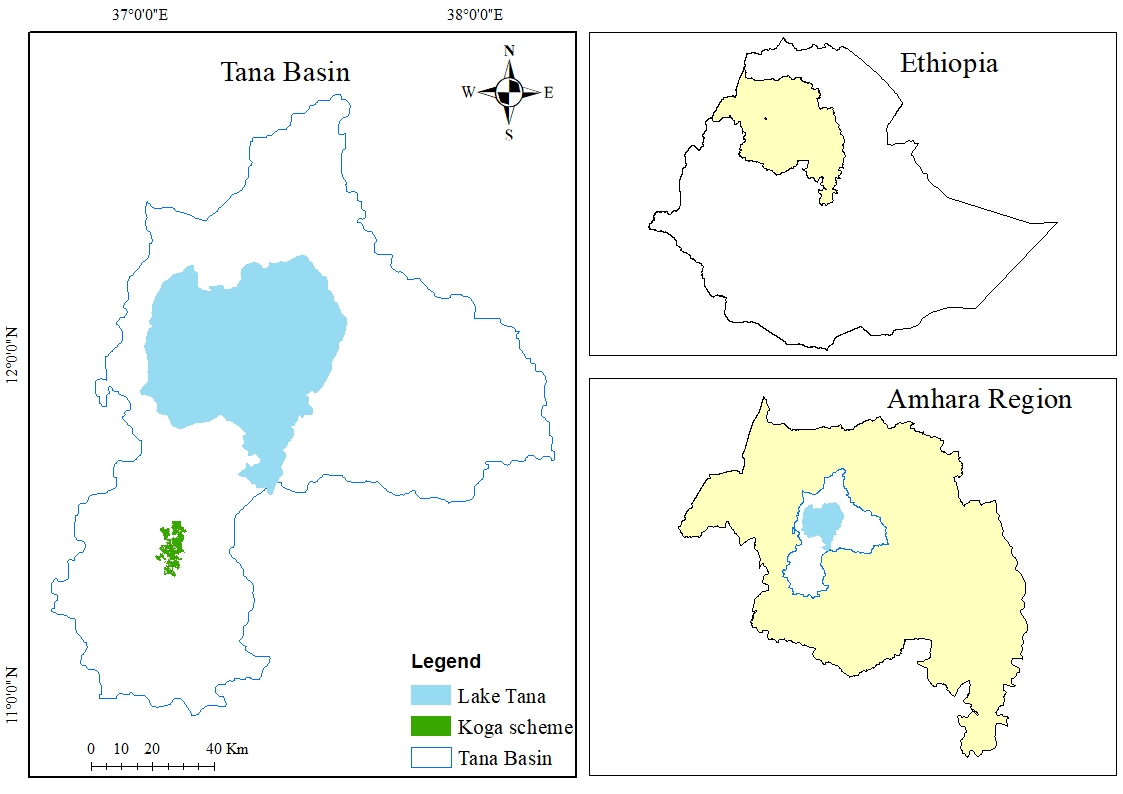 37°0'0"E 38°0'0"E
Tana Basin
N
W E
S
12°0'0"N
11°0'0"N
Legend
Lake Tana
Koga scheme
Tana Basin
0 10 20 40 Km
Ethiopia
Amhara Region